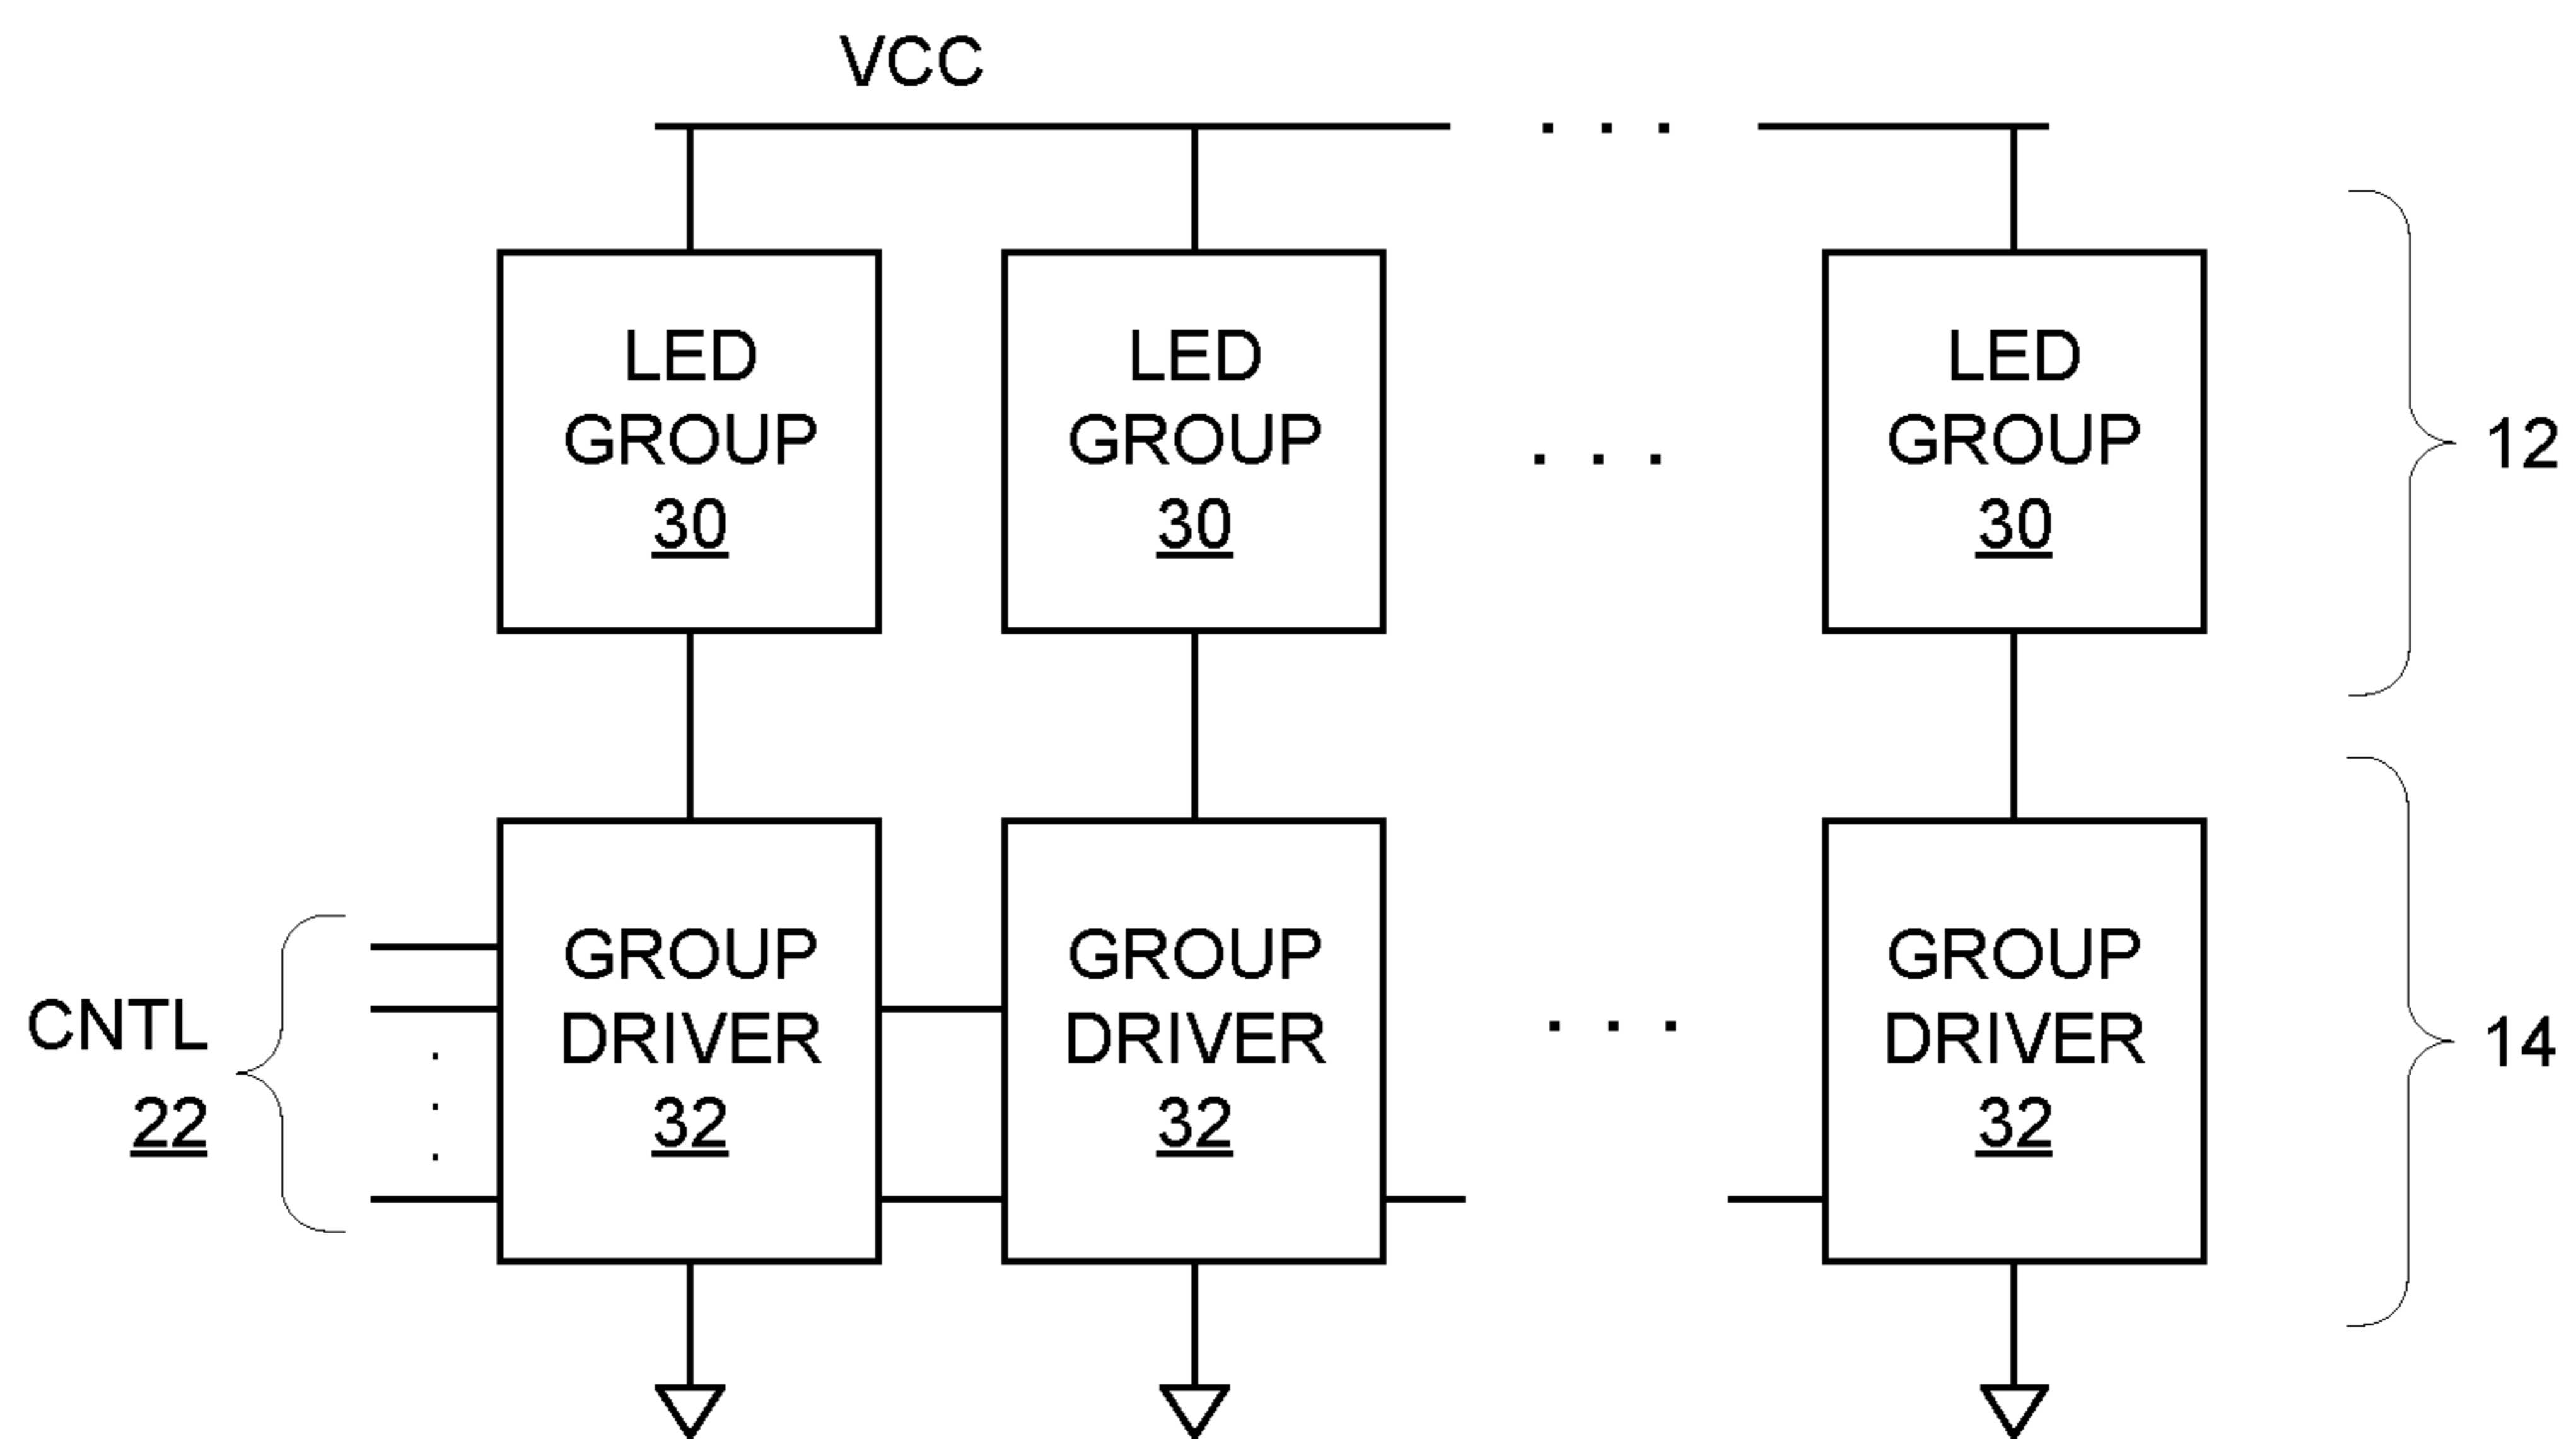 VCC
LED
GROUP
30
LED
GROUP
30
. . .
LED
GROUP
30
12
CNTL
22
GROUP
DRIVER
32
GROUP
DRIVER
32
. . .
GROUP
DRIVER
32
14